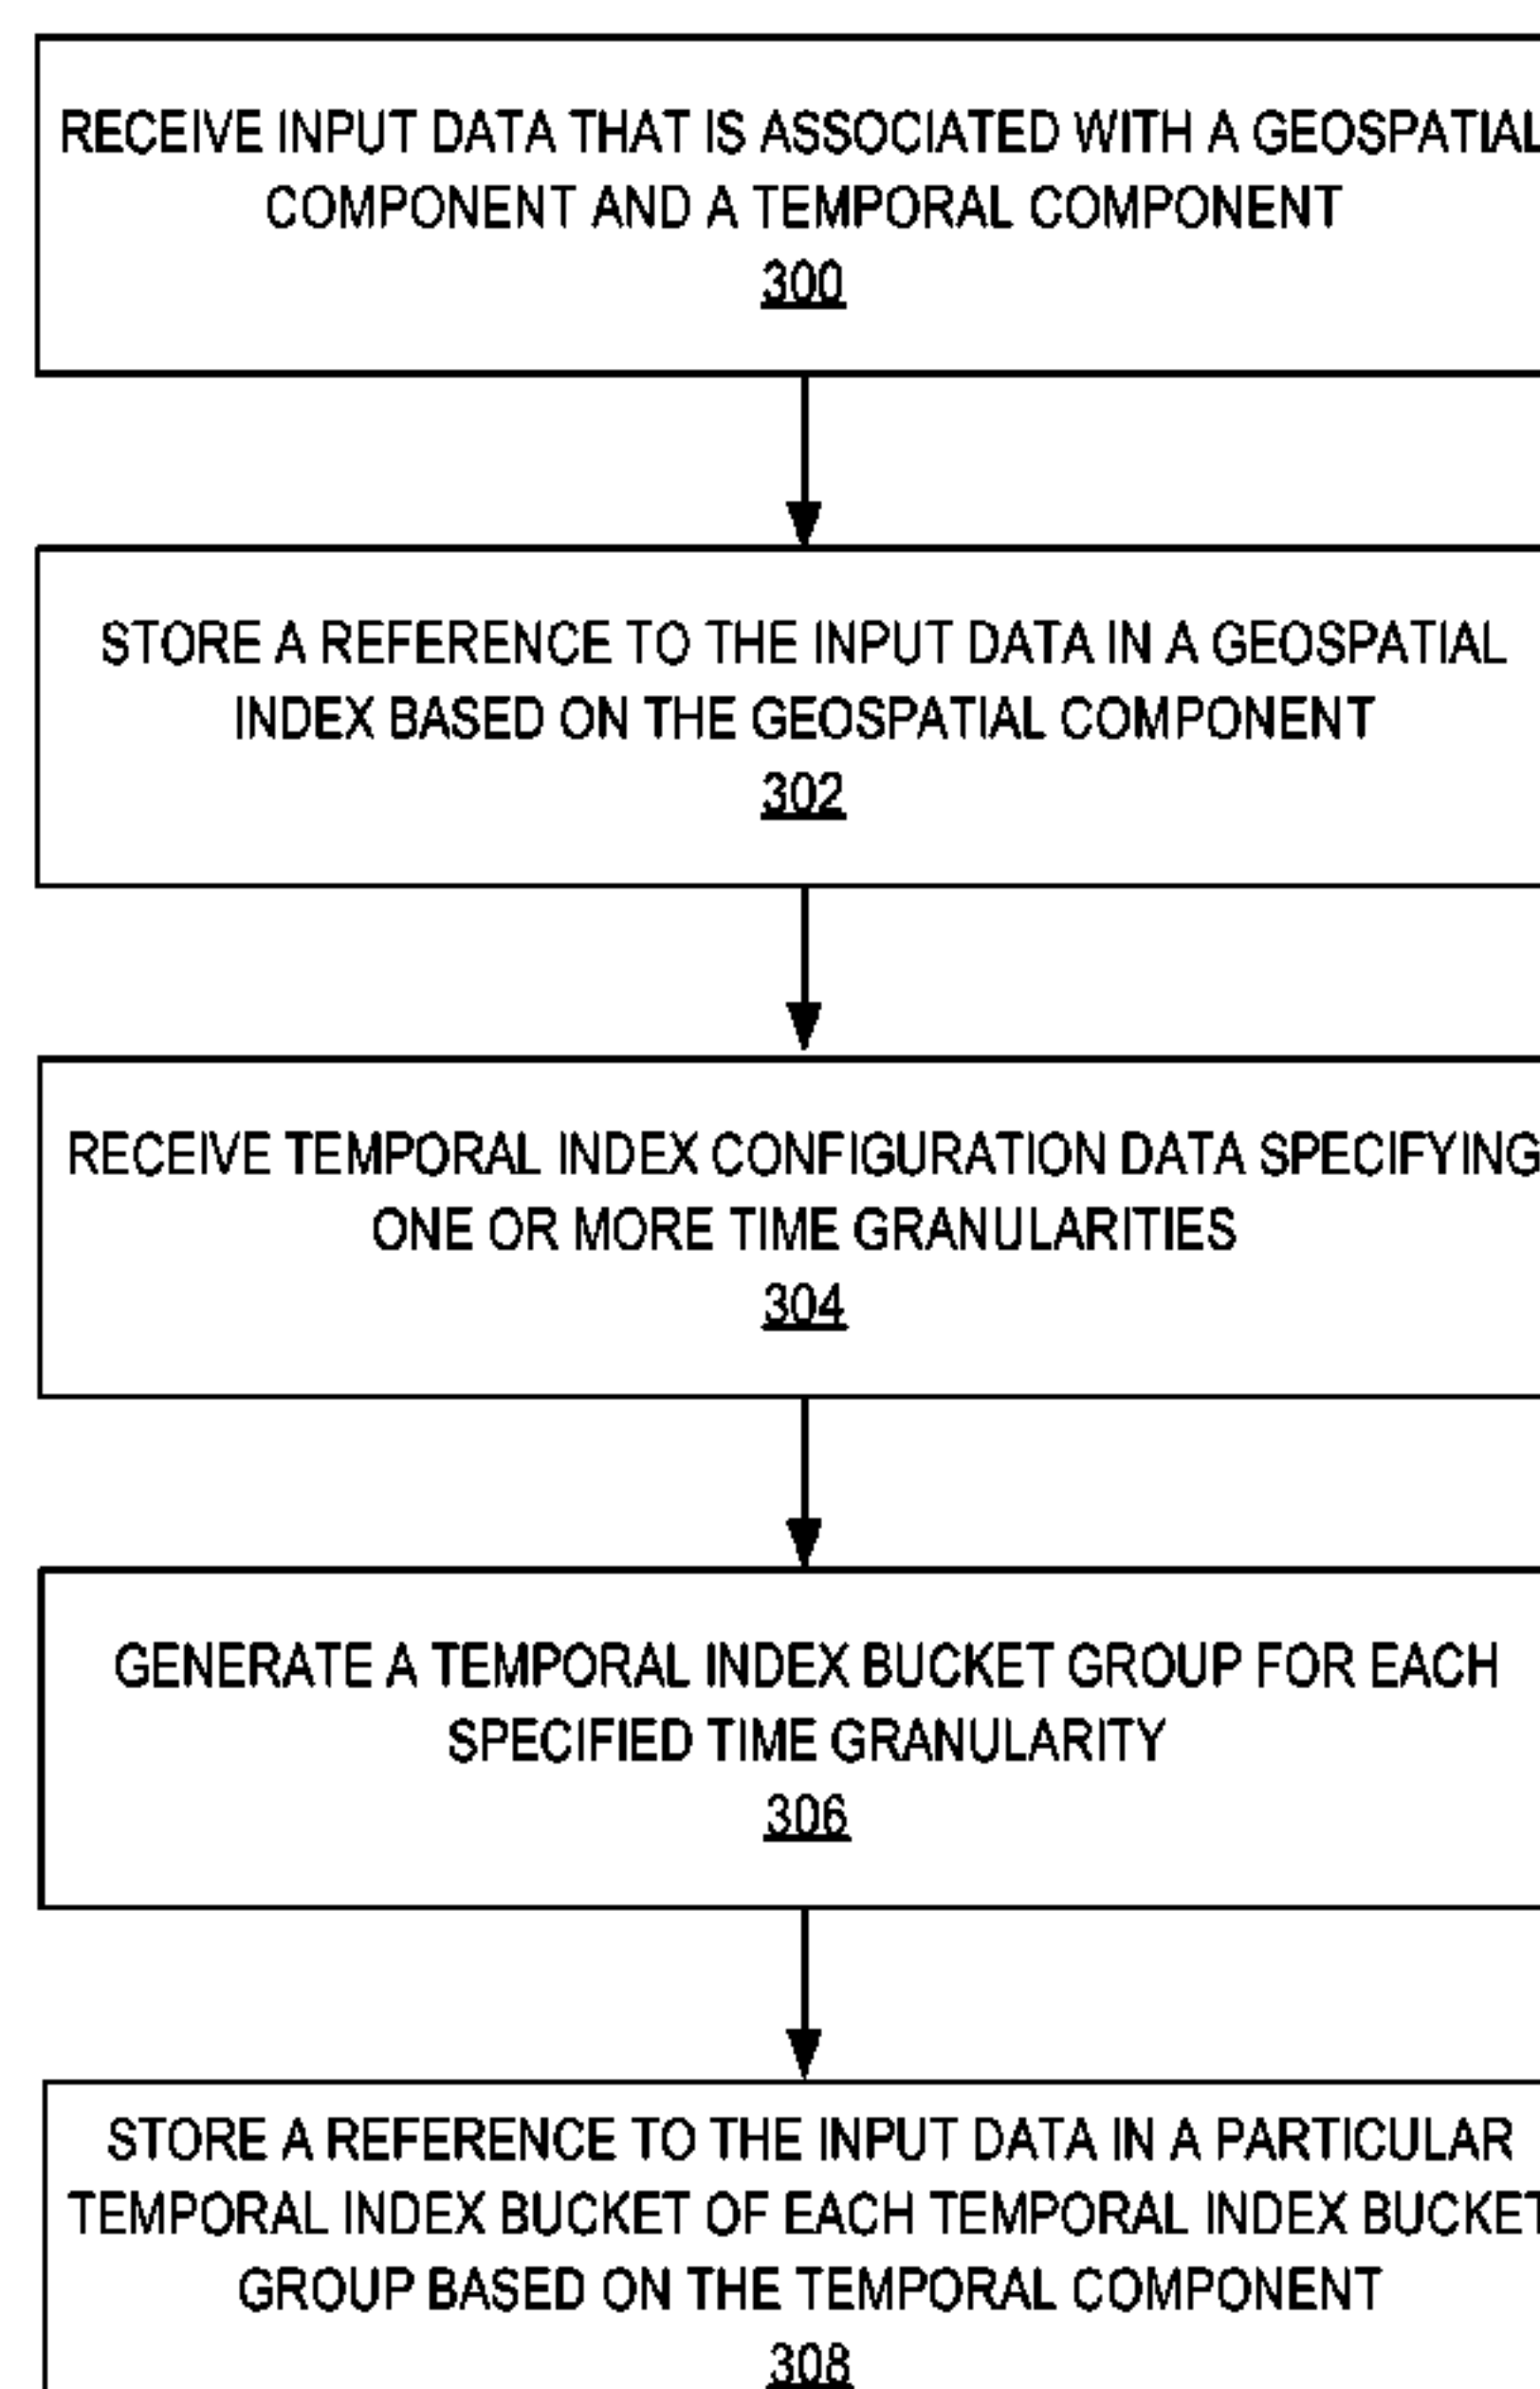 RECEIVE INPUT DATA THAT IS ASSOCIATED WITH A GEOSPATIAL
COMPONENT AND A TEMPORAL COMPONENT
300
STORE A REFERENCE TO THE INPUT DATA IN A GEOSPATIAL
INDEX BASED ON THE GEOSPATIAL COMPONENT
302
RECEIVE TEMPORAL INDEX CONFIGURATION DATA SPECIFYING
ONE OR MORE TIME GRANULARITIES
304
GENERATE A TEMPORAL INDEX BUCKET GROUP FOR EACH
SPECIFIED TIME GRANULARITY
306
STORE A REFERENCE TO THE INPUT DATA IN A PARTICULAR
TEMPORAL INDEX BUCKET OF EACH TEMPORAL INDEX BUCKET
GROUP BASED ON THE TEMPORAL COMPONENT
308